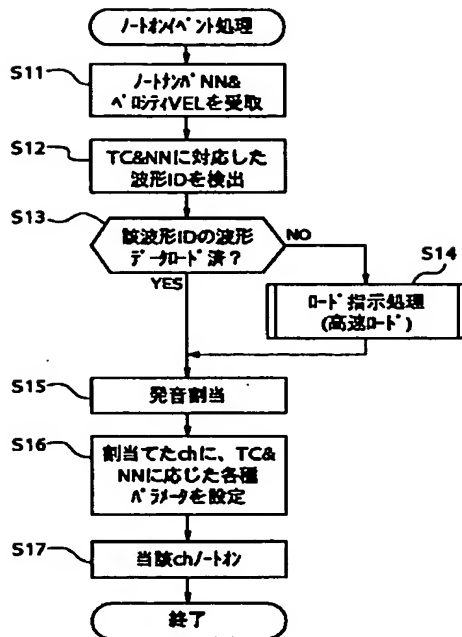 ノートオンイベント処理
S11
ノートナンバNN&
ベロシティVELを受取
S12
TC&NNに対応した
波形IDを検出
S13
該波形IDの波形
データロード済?
NO
YES
S14
ロード指示処理
(高速ロード)
S15
発音割当
S16
割当てたchに、TC&
NNに応じた各種
パラメータを設定
S17
当該chノートオン
終了